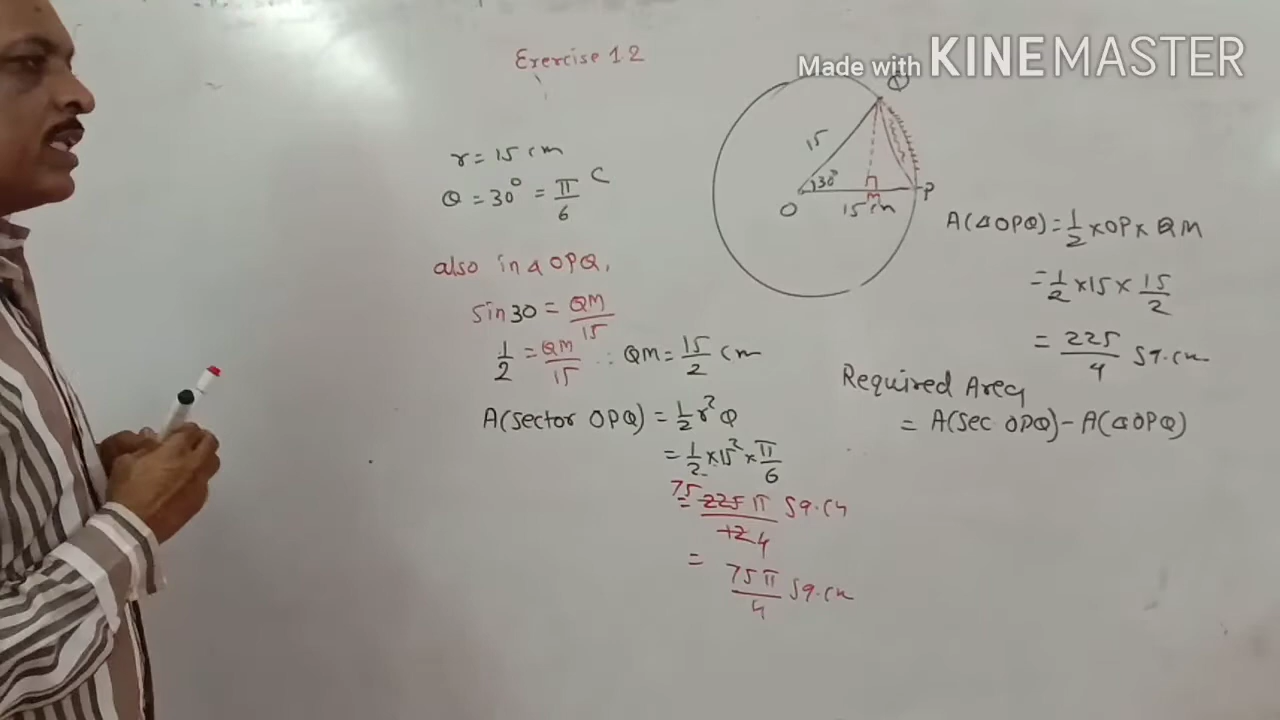 Exercise 1.2
Made with KINEMASTER
r = 15 cm
θ = 30° = π/6 c
also in △OPQ,
sin 30 = QM/15
1/2 = QM/15 ∴ QM = 15/2 cm
A(sector OPQ) = 1/2 r² θ
= 1/2 × 15² × π/6
= 75 225 π / 12 4 sq.cm
= 75π/4 sq.cm
Q
15
30°
O
M
P
15 cm
A(△OPQ) = 1/2 × OP × QM
= 1/2 × 15 × 15/2
= 225/4 sq.cm
Required Area
= A(sec OPQ) - A(△OPQ)